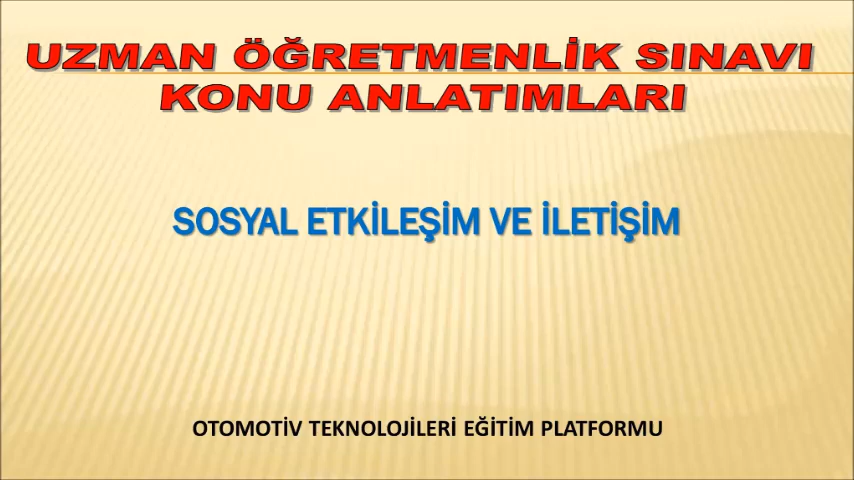 UZMAN ÖĞRETMENLİK SINAVI
KONU ANLATIMLARI
SOSYAL ETKİLEŞİM VE İLETİŞİM
OTOMOTİV TEKNOLOJİLERİ EĞİTİM PLATFORMU